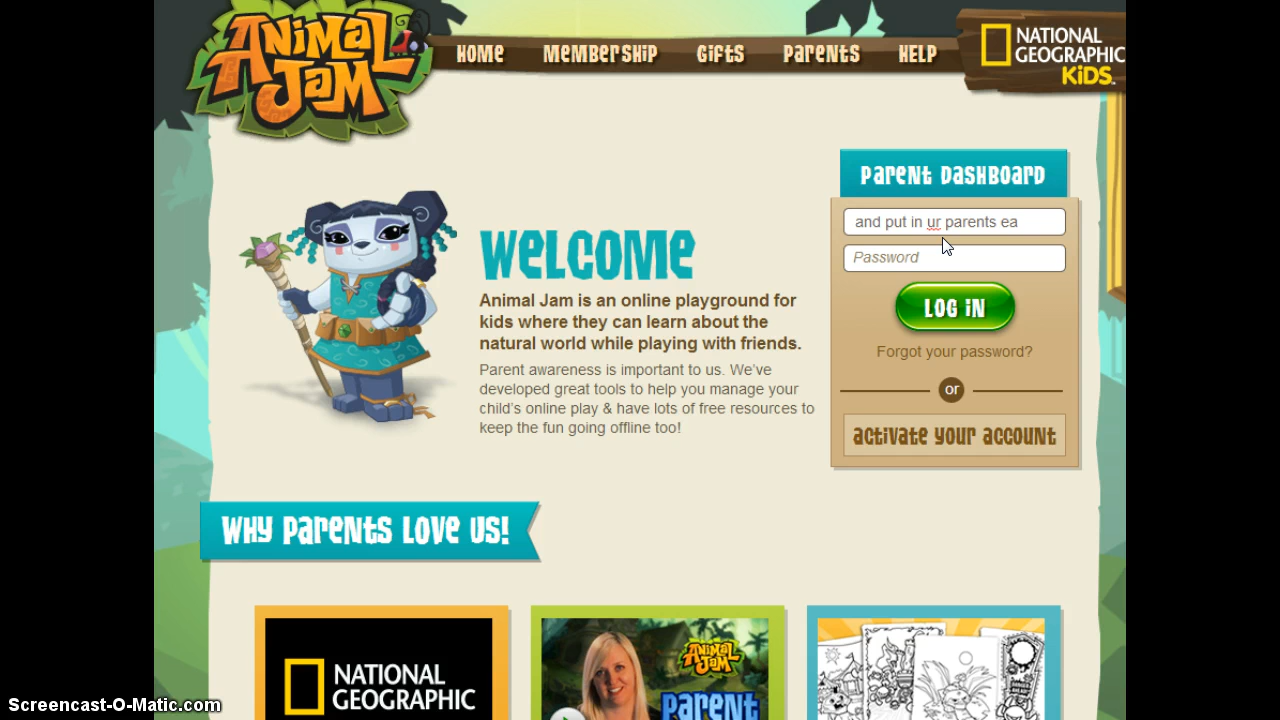 ANIMAL JAM
HOME MEMBERSHIP GIFTS PARENTS HELP
NATIONAL GEOGRAPHIC KiDS
PARENT DASHBOARD
and put in ur parents ea
Password
LOG IN
Forgot your password?
or
ACTIVATE YOUR ACCOUNT
WELCOME
Animal Jam is an online playground for
kids where they can learn about the
natural world while playing with friends.
Parent awareness is important to us. We've
developed great tools to help you manage your
child's online play & have lots of free resources to
keep the fun going offline too!
WHY PARENTS LOVE US!
NATIONAL
GEOGRAPHIC
ANIMAL JAM
PARENT
Screencast-O-Matic.com